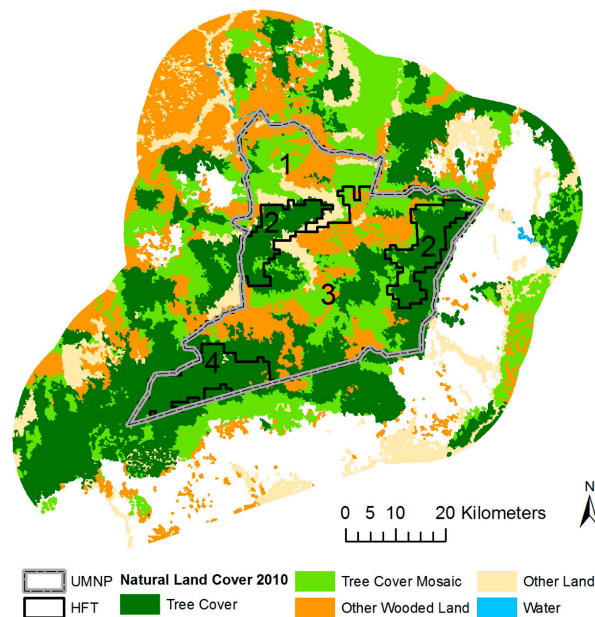 1
2
2
3
4
N
0 5 10 20 Kilometers
UMNP Natural Land Cover 2010 Tree Cover Mosaic Other Land
HFT Tree Cover Other Wooded Land Water